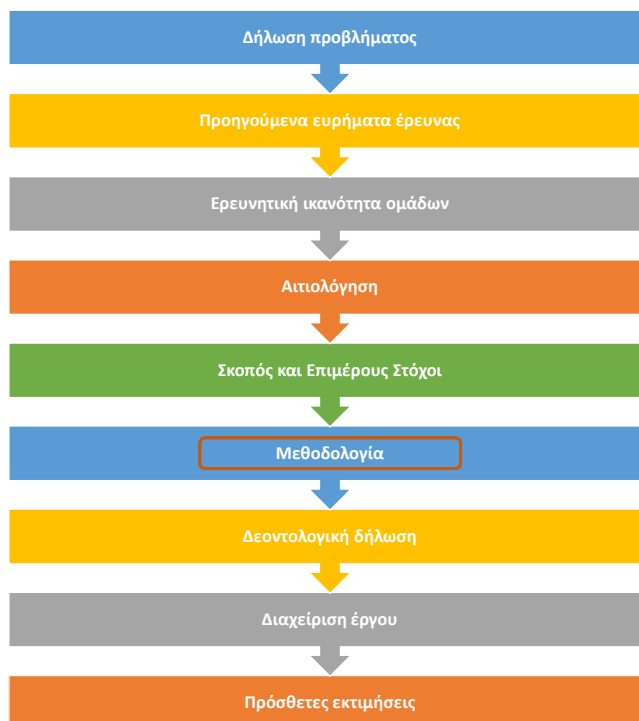 Δήλωση προβλήματος
Προηγούμενα ευρήματα έρευνας
Ερευνητική ικανότητα ομάδων
Αιτιολόγηση
Σκοπός και Επιμέρους Στόχοι
Μεθοδολογία
Δεοντολογική δήλωση
Διαχείριση έργου
Πρόσθετες εκτιμήσεις